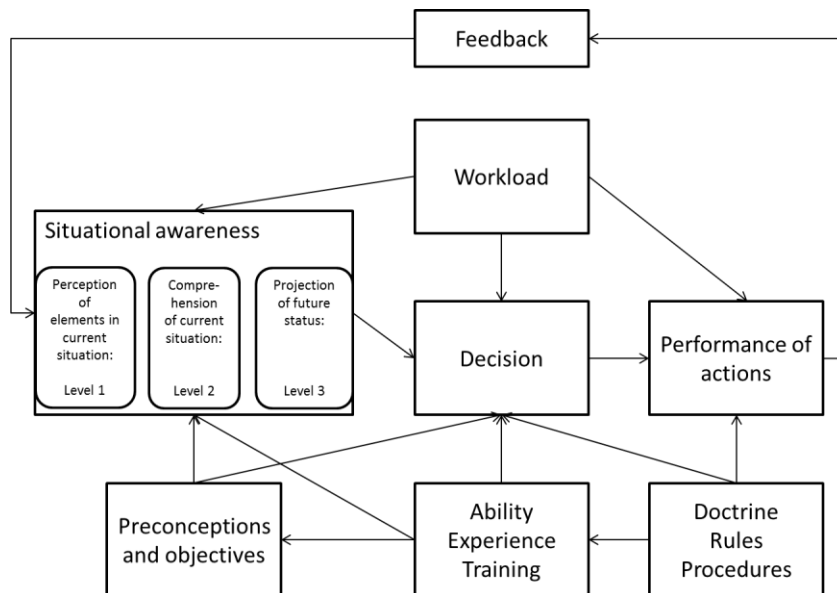 Feedback
Workload
Situational awareness
Perception
of
elements in
current
situation:
Level 1
Compre-
hension
of current
situation:
Level 2
Projection
of future
status:
Level 3
Decision
Performance of
actions
Preconceptions
and objectives
Ability
Experience
Training
Doctrine
Rules
Procedures